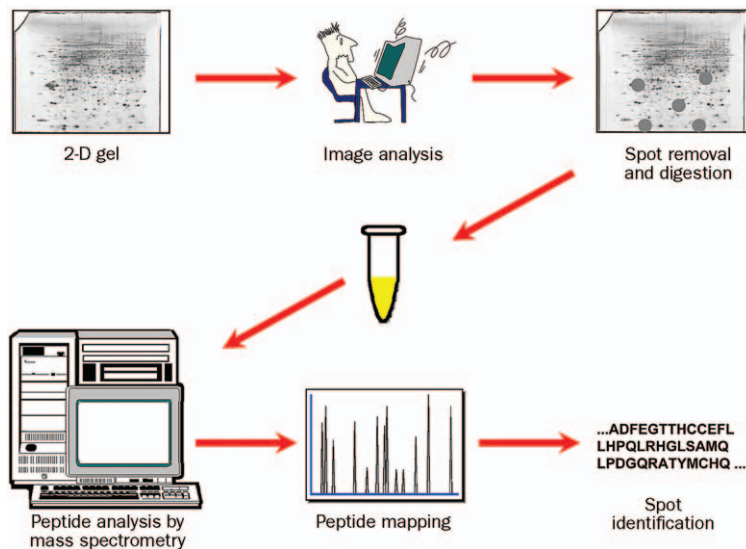 2-D gel
Image analysis
Spot removal
and digestion
Peptide analysis by
mass spectrometry
Peptide mapping
...ADFEGTTHCCEFL
LHPQLRHGLSAMQ
LPDGQRATYMCHQ ...
Spot
identification